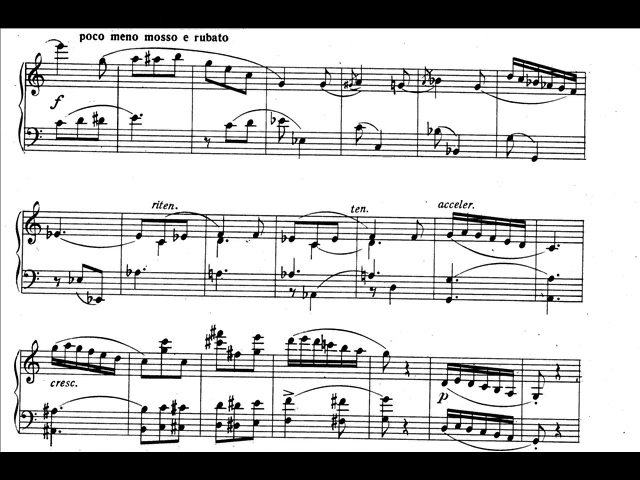 poco meno mosso e rubato
f
riten.
ten.
acceler.
cresc.
p